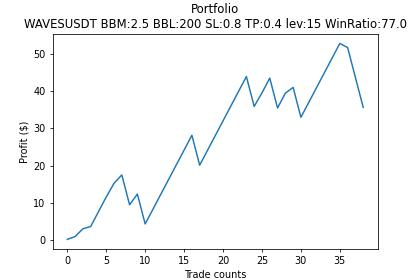 Portfolio
WAVESUSDT BBM:2.5 BBL:200 SL:0.8 TP:0.4 lev:15 WinRatio:77.0
50
40
30
20
10
0
Profit ($)
0 5 10 15 20 25 30 35
Trade counts